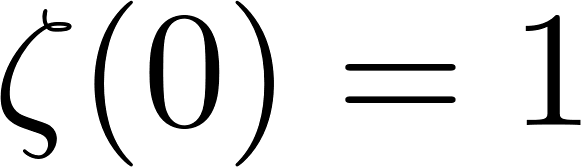 ζ(0) = 1